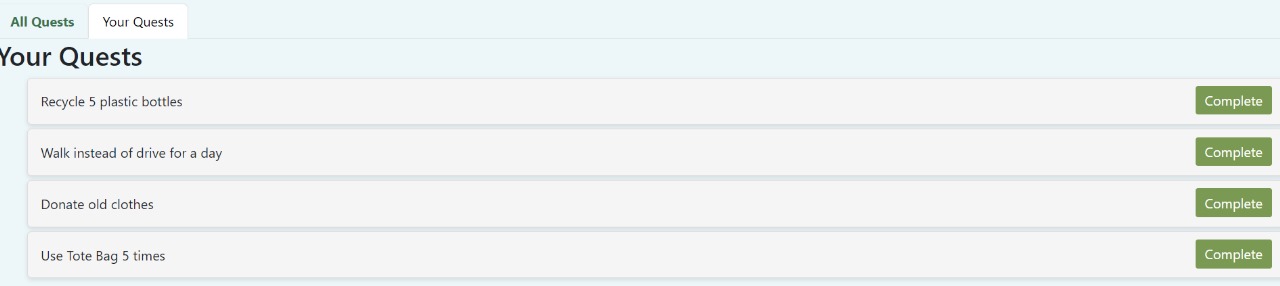 All Quests Your Quests
Your Quests
Recycle 5 plastic bottles Complete
Walk instead of drive for a day Complete
Donate old clothes Complete
Use Tote Bag 5 times Complete